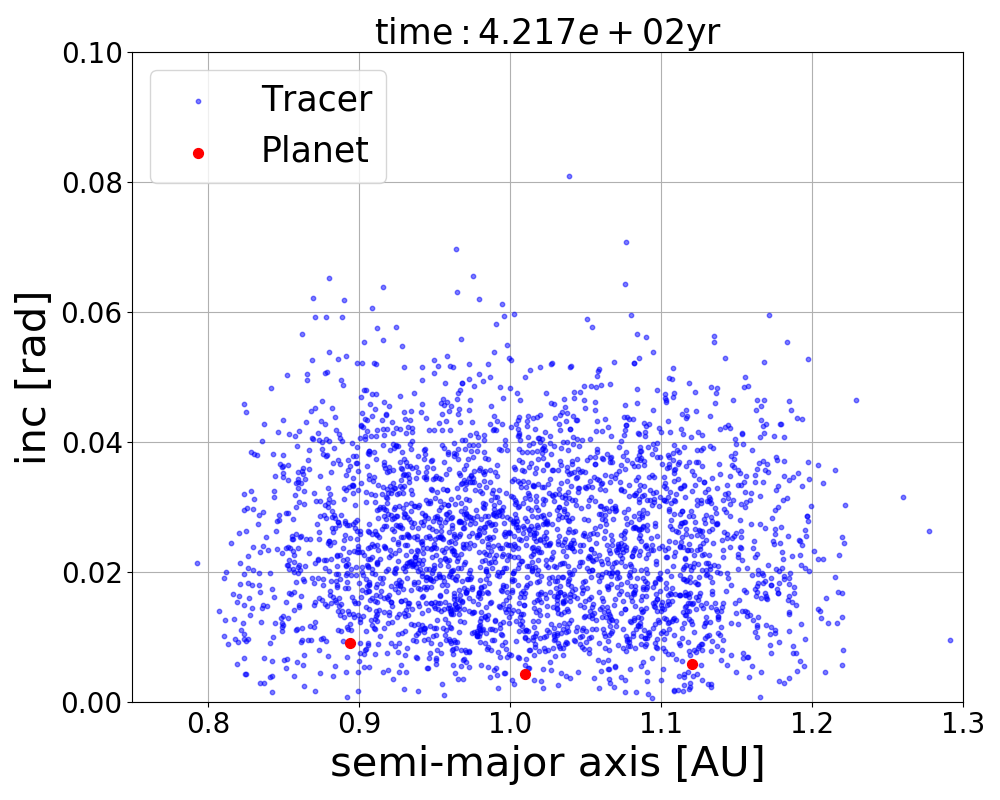 time : 4.217e + 02yr
Tracer
Planet
inc [rad]
0.10
0.08
0.06
0.04
0.02
0.00
0.8 0.9 1.0 1.1 1.2 1.3
semi-major axis [AU]